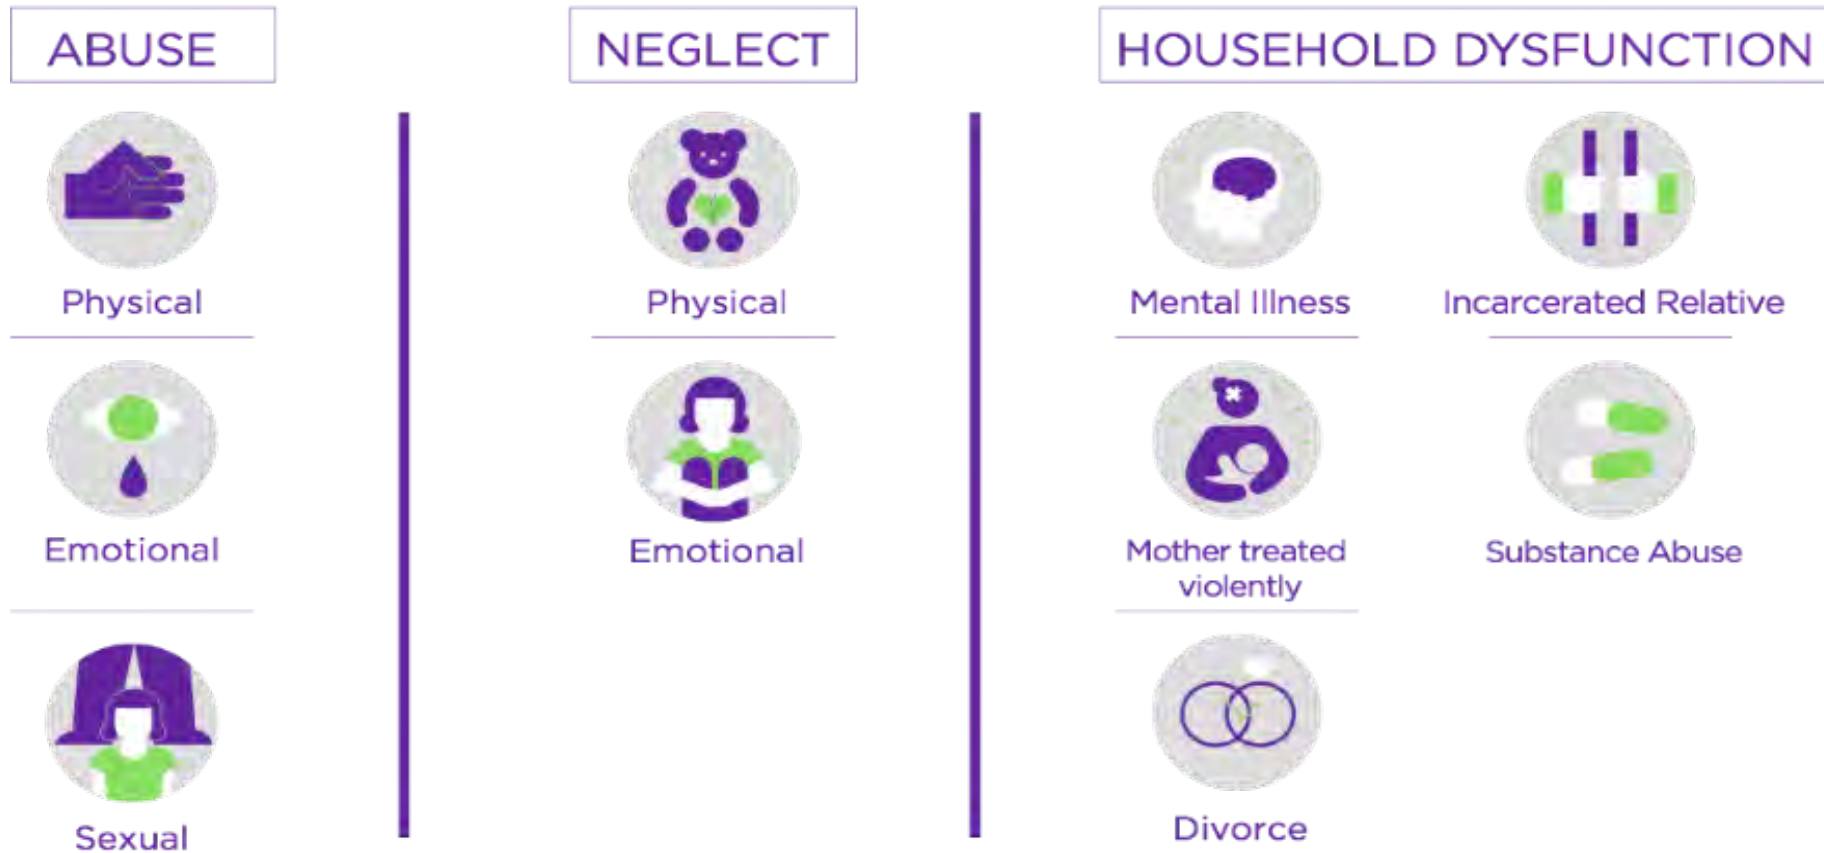 ABUSE
Physical
Emotional
Sexual
NEGLECT
Physical
Emotional
HOUSEHOLD DYSFUNCTION
Mental Illness
Incarcerated Relative
Mother treated
violently
Substance Abuse
Divorce